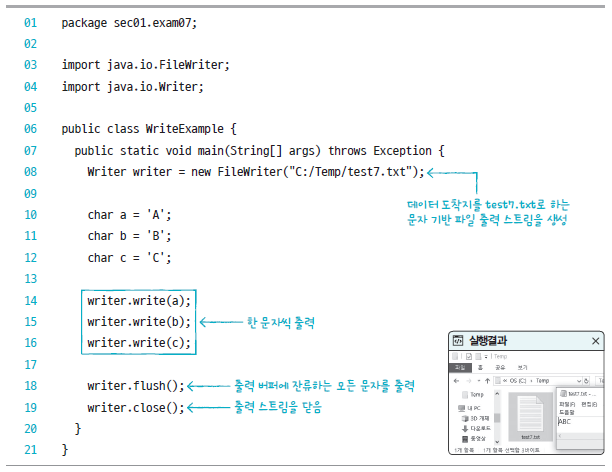 01 package sec01.exam07;
02
03 import java.io.FileWriter;
04 import java.io.Writer;
05
06 public class WriteExample {
07 public static void main(String[] args) throws Exception {
08 Writer writer = new FileWriter("C:/Temp/test7.txt");
데이터 도착지를 test7.txt로 하는
문자 기반 파일 출력 스트림을 생성
09
10 char a = 'A';
11 char b = 'B';
12 char c = 'C';
13
14 writer.write(a);
15 writer.write(b); 한 문자씩 출력
16 writer.write(c);
17
18 writer.flush(); 출력 버퍼에 잔류하는 모든 문자를 출력
19 writer.close(); 출력 스트림을 닫음
20 }
21 }
실행결과
Temp
파일 홈 공유 보기
OS (C:) Temp
Temp
내 PC
3D 개체
다운로드
동영상
test7.txt
test7.txt - ...
파일(F) 편집(E)
도움말
ABC
1개 항목 1개 항목 선택함 3바이트